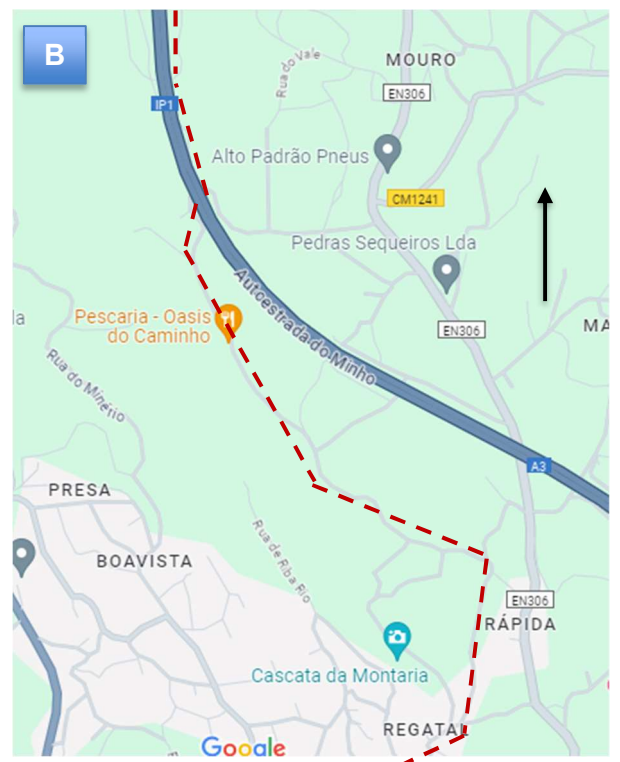 B
MOURO
Rua do Vale
EN306
IP1
Alto Padrão Pneus
CM1241
Pedras Sequeiros Lda
Autoestrada do Minho
Pescaria - Oasis
do Caminho
la
EN306
MA
Rua do Minério
A3
PRESA
BOAVISTA
Rua de Riba Rio
EN306
RÁPIDA
Cascata da Montaria
REGATAL
Google